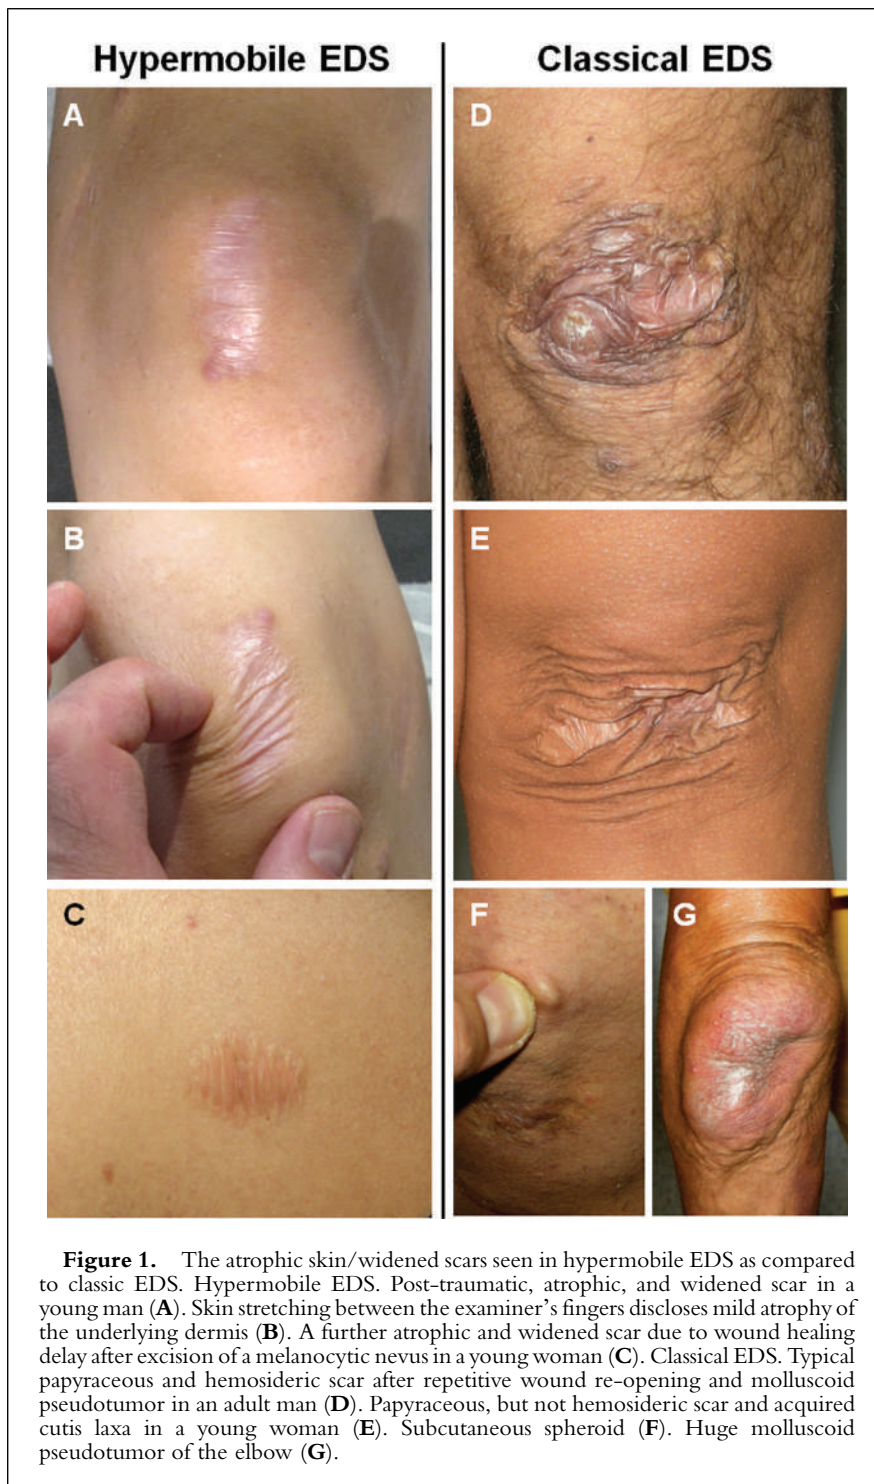 Hypermobile EDS
Classical EDS
A
D
B
E
C
F
G
Figure 1. The atrophic skin/widened scars seen in hypermobile EDS as compared
to classic EDS. Hypermobile EDS. Post-traumatic, atrophic, and widened scar in a
young man (A). Skin stretching between the examiner's fingers discloses mild atrophy of
the underlying dermis (B). A further atrophic and widened scar due to wound healing
delay after excision of a melanocytic nevus in a young woman (C). Classical EDS. Typical
papyraceous and hemosideric scar after repetitive wound re-opening and molluscoid
pseudotumor in an adult man (D). Papyraceous, but not hemosideric scar and acquired
cutis laxa in a young woman (E). Subcutaneous spheroid (F). Huge molluscoid
pseudotumor of the elbow (G).